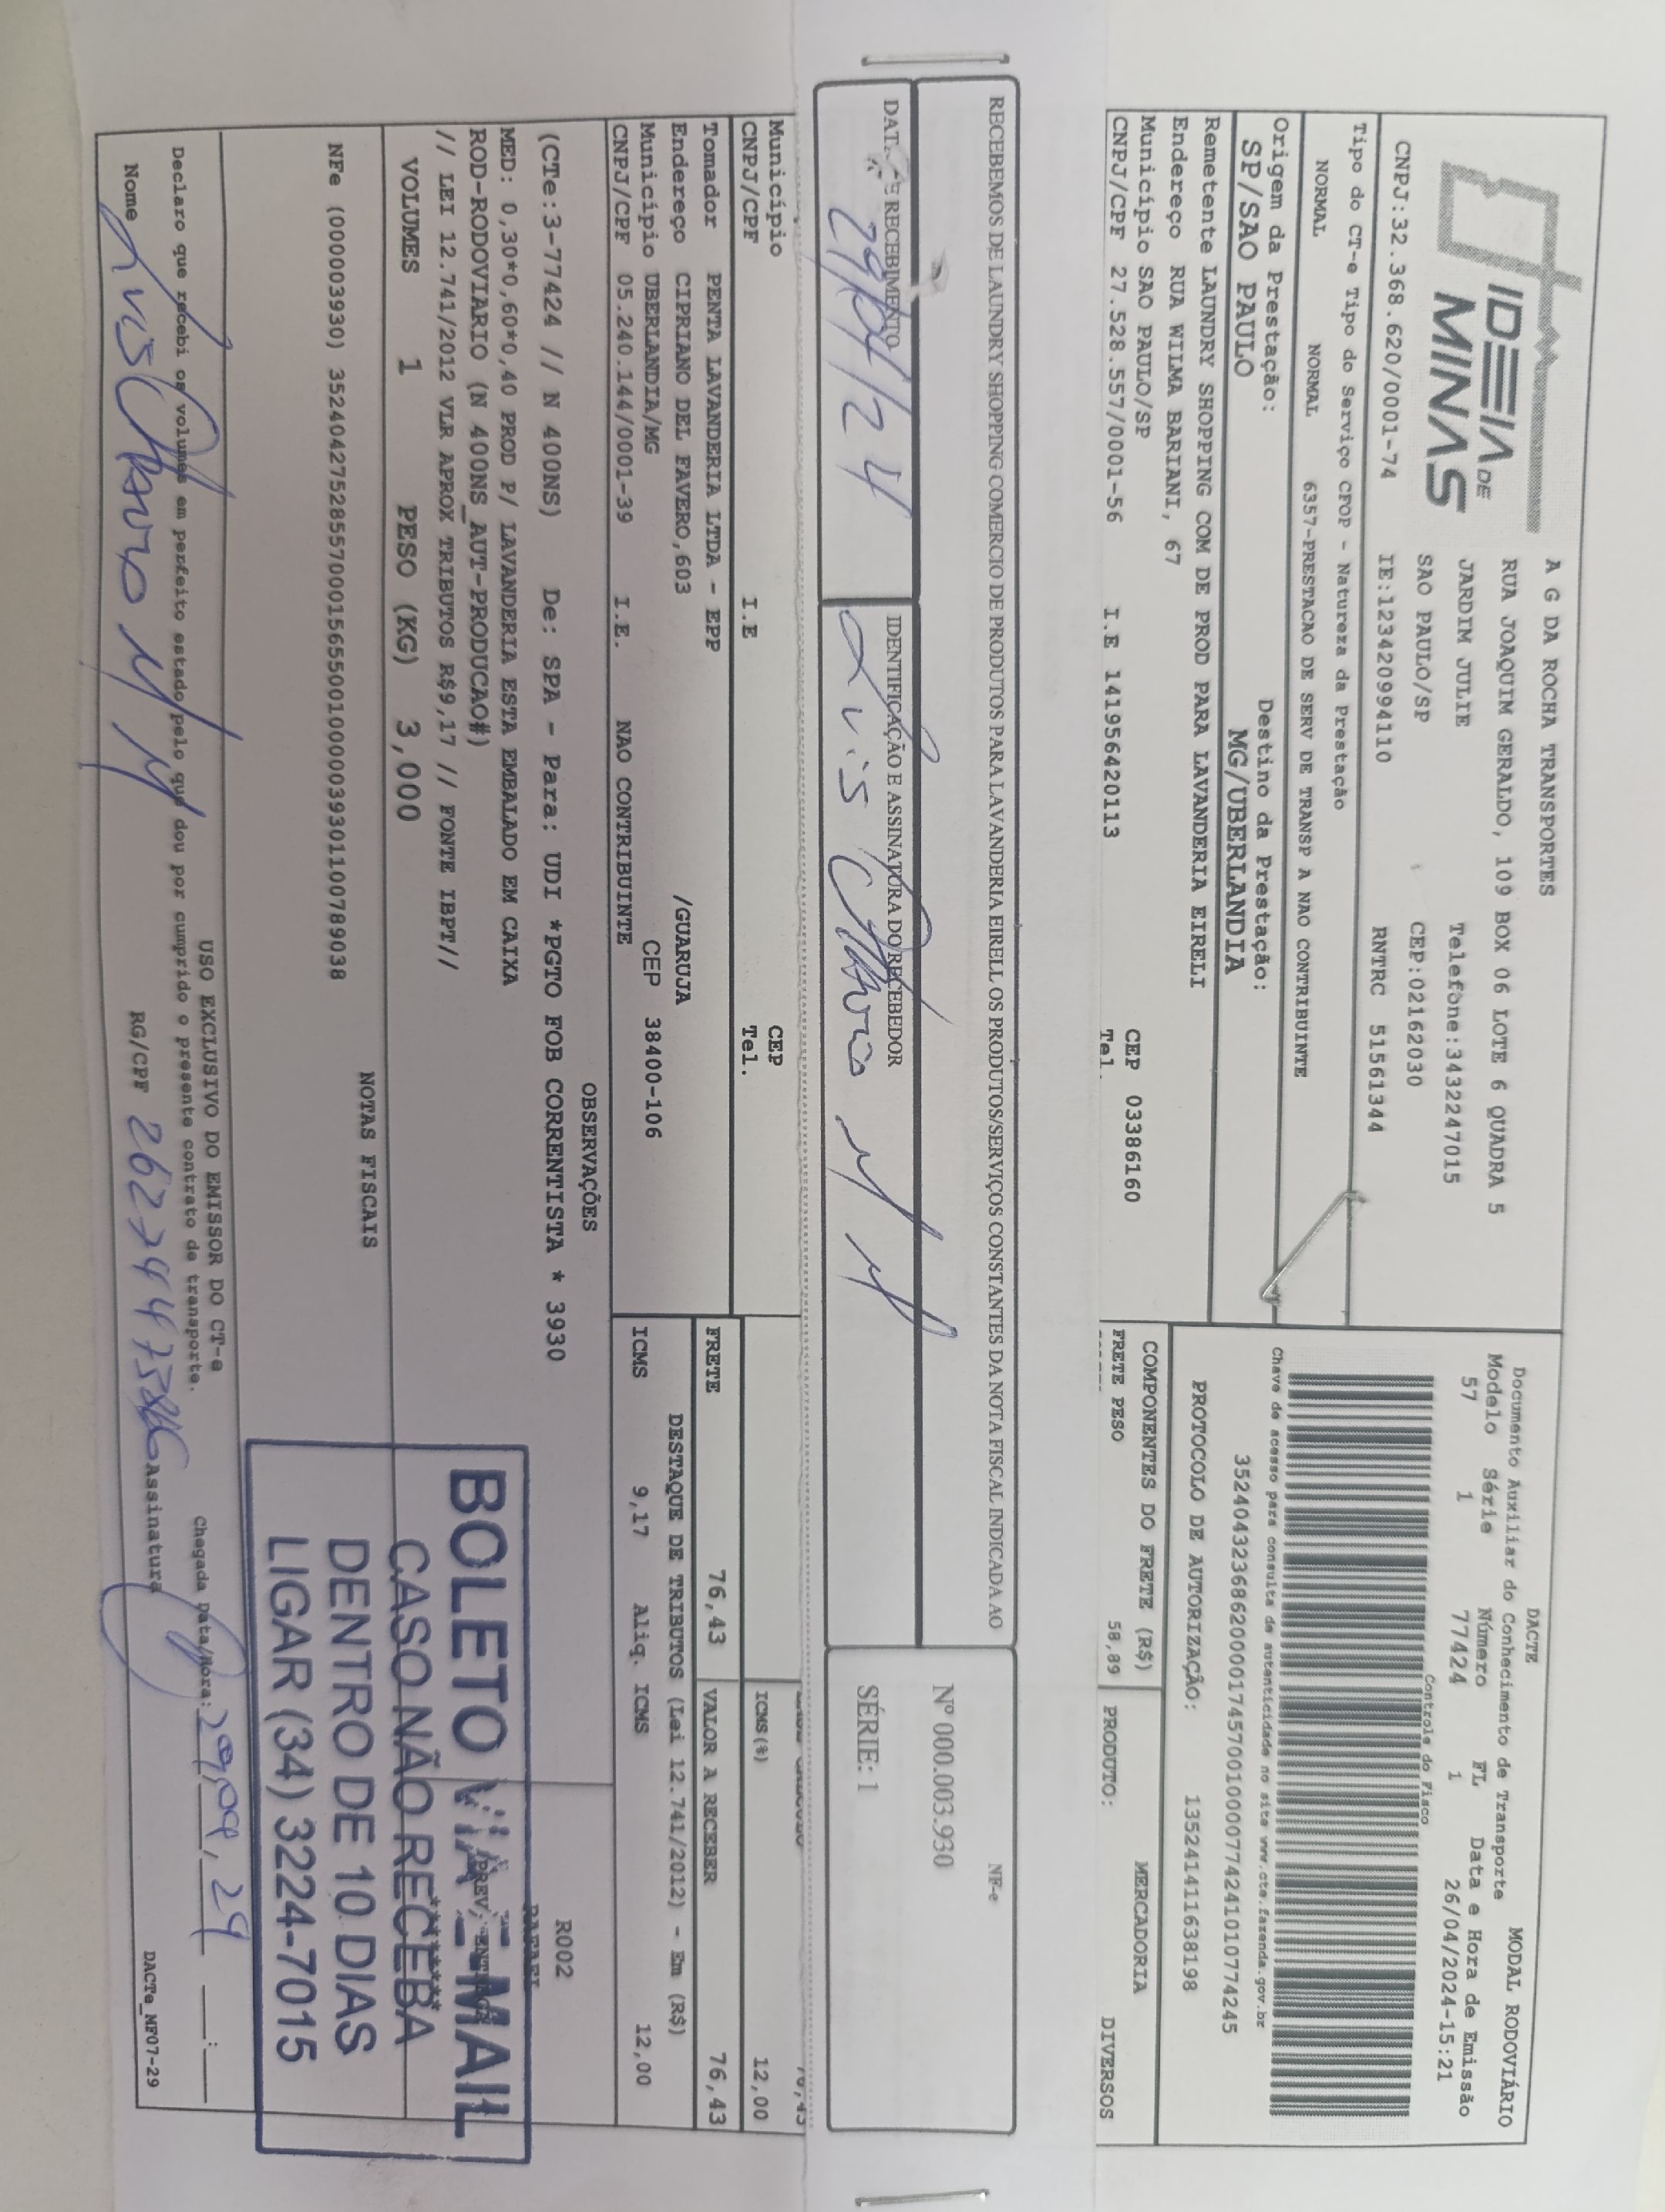 IDEIA DE
MINAS
A G DA ROCHA TRANSPORTES
RUA JOAQUIM GERALDO, 109 BOX 06 LOTE 6 QUADRA 5
JARDIM JULIE Telefone:3432247015
SAO PAULO/SP CEP:02162030
CNPJ:32.368.620/0001-74 IE:123420994110 RNTRC 51561344
Tipo do CT-e Tipo do Serviço CFOP - Natureza da Prestação
NORMAL NORMAL 6357-PRESTACAO DE SERV DE TRANSP A NAO CONTRIBUINTE
Origem da Prestação: Destino da Prestação:
SP/SAO PAULO MG/UBERLANDIA
Remetente LAUNDRY SHOPPING COM DE PROD PARA LAVANDERIA EIRELI
Endereço RUA WILMA BARIANI, 67
Município SAO PAULO/SP CEP 03386160
CNPJ/CPF 27.528.557/0001-56 I.E 141956420113 Tel.
DACTE MODAL RODOVIÁRIO
Documento Auxiliar do Conhecimento de Transporte
Modelo Série Número FL Data e Hora de Emissão
57 1 77424 1 26/04/2024-15:21
Controle do Fisco
Chave de acesso para consulta de autenticidade no site www.cte.fazenda.gov.br
35240432368620000174570010000774241010774245
PROTOCOLO DE AUTORIZAÇÃO: 135241411638198
COMPONENTES DO FRETE (R$) MERCADORIA
FRETE PESO 58,89 PRODUTO: DIVERSOS
RECEBEMOS DE LAUNDRY SHOPPING COMERCIO DE PRODUTOS PARA LAVANDERIA EIRELL OS PRODUTOS/SERVIÇOS CONSTANTES DA NOTA FISCAL INDICADA AO
NF-e
Nº 000.003.930
SÉRIE: 1
RECEBIMENTO IDENTIFICAÇÃO E ASSINATURA DO RECEBEDOR
29/04/24 Luis
Município CEP
CNPJ/CPF I.E Tel.
ICMS(%) 12,00
Tomador PENTA LAVANDERIA LTDA - EPP
FRETE 76,43 VALOR A RECEBER 76,43
Endereço CIPRIANO DEL FAVERO,603 /GUARUJA
Município UBERLANDIA/MG CEP 38400-106
CNPJ/CPF 05.240.144/0001-39 I.E. NAO CONTRIBUINTE
DESTAQUE DE TRIBUTOS (Lei 12.741/2012) - Em (R$)
ICMS 9,17 Aliq. ICMS 12,00
OBSERVAÇÕES
(CTe:3-77424 // N 400NS) De: SPA - Para: UDI *PGTO FOB CORRENTISTA * 3930
R002
MED: 0,30*0,60*0,40 PROD P/ LAVANDERIA ESTA EMBALADO EM CAIXA
ROD-RODOVIARIO (N 400NS_AUT-PRODUCAO#)
// LEI 12.741/2012 VLR APROX TRIBUTOS R$9,17 // FONTE IBPT//
VOLUMES 1 PESO (KG) 3,000
NOTAS FISCAIS
NFe (000003930) 35240427528557000156550010000039301100789038
BOLETO VIA E-MAIL
CASO NÃO RECEBA
DENTRO DE 10 DIAS
LIGAR (34) 3224-7015
USO EXCLUSIVO DO EMISSOR DO CT-e
Declaro que recebi os volumes em perfeito estado pelo que dou por cumprido o presente contrato de transporte. Chegada Data/Hora:
Nome Luis RG/CPF Assinatura
DACTe_MF07-29